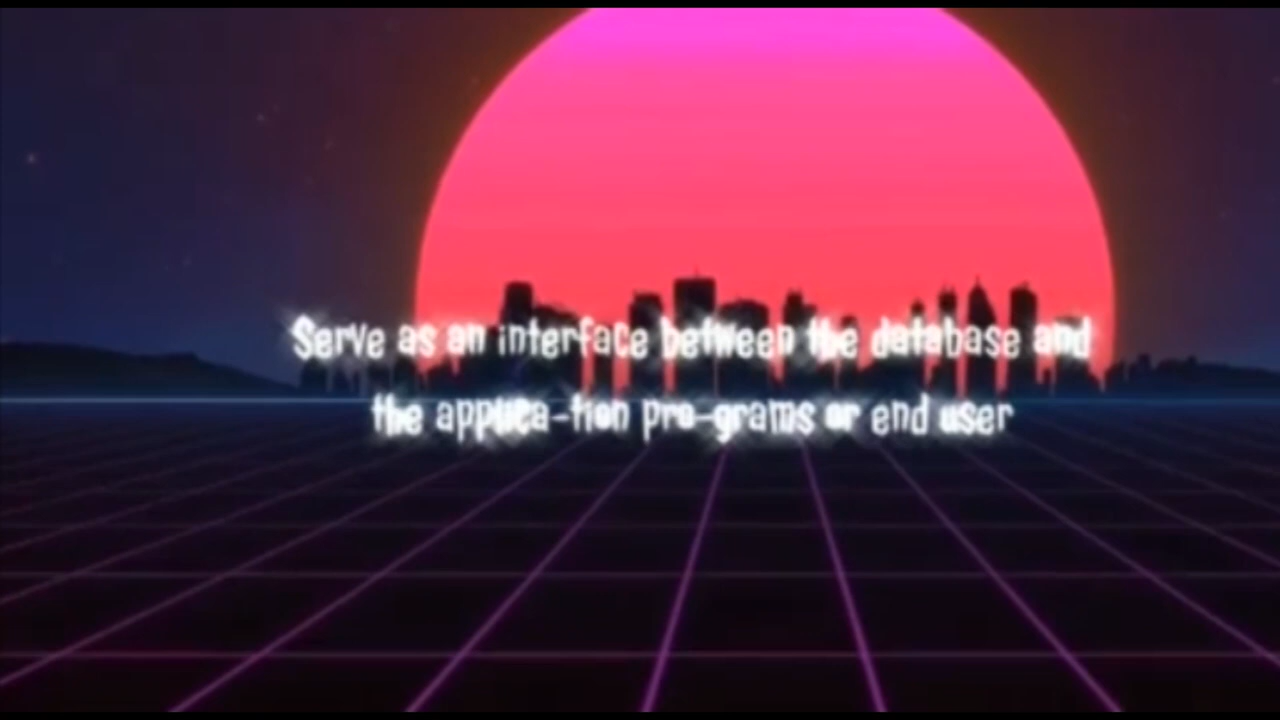 Serve as an interface between the database and
the applica-tion pro-grams or end user